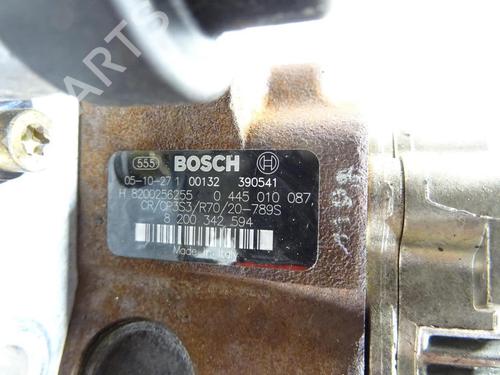 PARTS
555 BOSCH
05-10-27 1 00132 390541
H 8200256255 0 445 010 087,
CR/CP3S3/R70/20-789S
8 200 342 594
Made in Italy